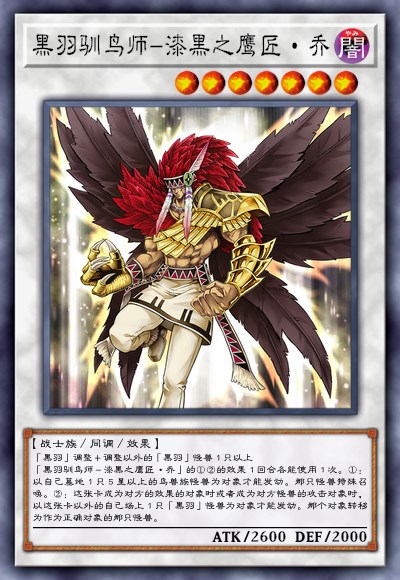 黑羽驯鸟师-漆黑之鹰匠・乔
やみ
闇
【战士族/同调/效果】
「黑羽」调整+调整以外的「黑羽」怪兽1只以上
「黑羽驯鸟师-漆黑之鹰匠・乔」的①②的效果1回合各能使用1次。①:
以自己墓地1只5星以上的鸟兽族怪兽为对象才能发动。那只怪兽特殊召
唤。②:这张卡成为对方的效果的对象时或者成为对方怪兽的攻击对象时,
以这张卡以外的自己场上1只「黑羽」怪兽为对象才能发动。那个对象转移
为作为正确对象的那只怪兽。
ATK/2600 DEF/2000